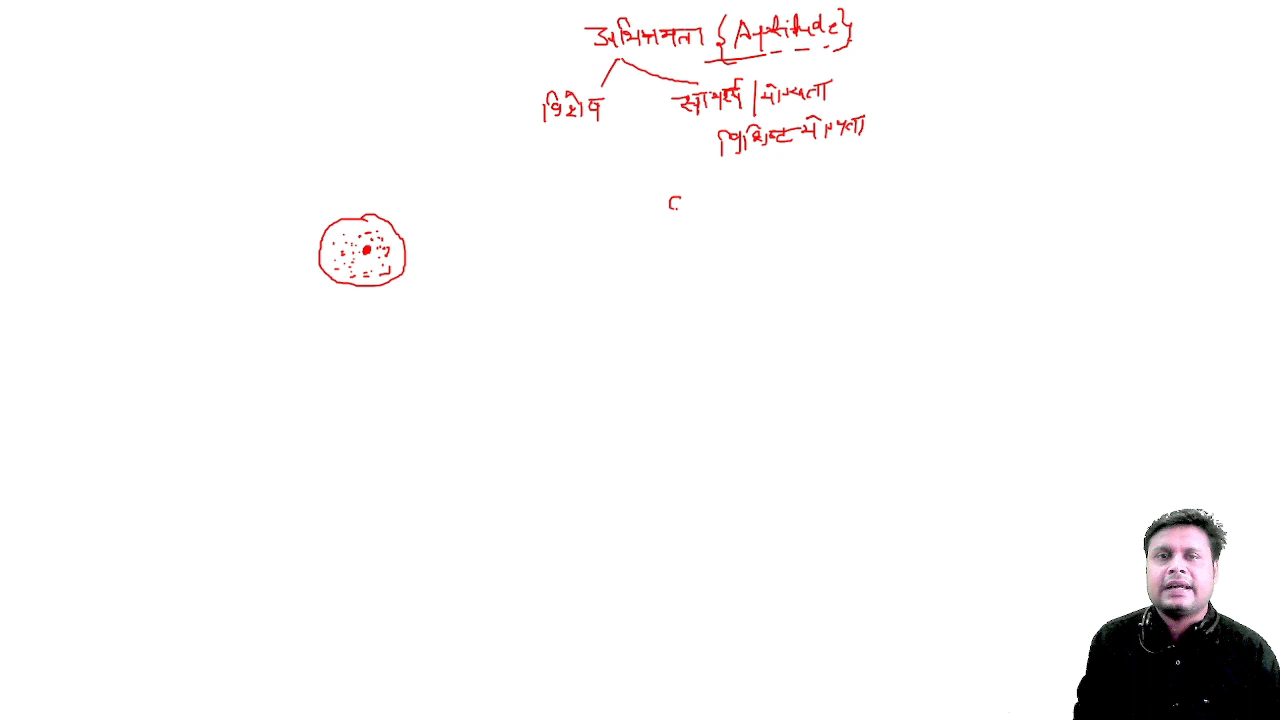 अभिक्षमता {Aptitude}
विशेष सामर्थ्य | योग्यता
विशिष्ट योग्यता